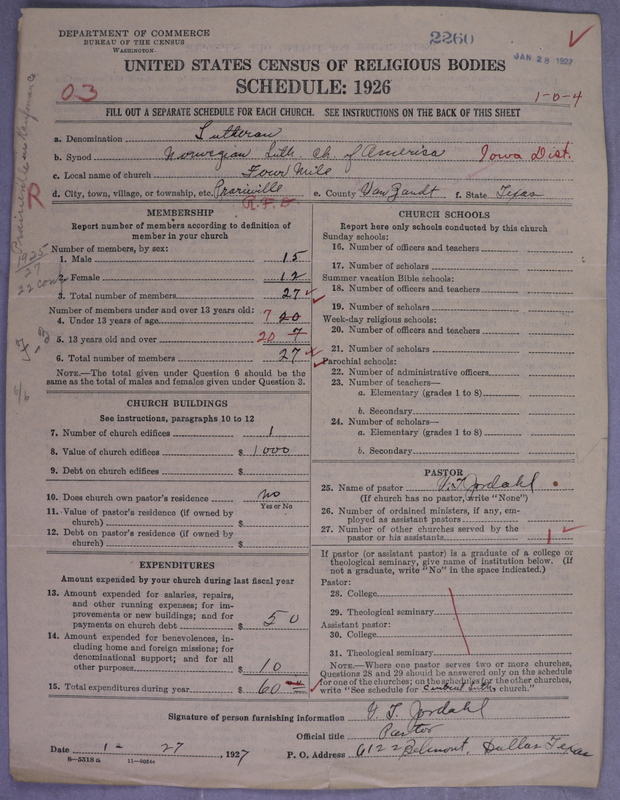 DEPARTMENT OF COMMERCE
BUREAU OF THE CENSUS
WASHINGTON
2260
JAN 28 1927
UNITED STATES CENSUS OF RELIGIOUS BODIES
SCHEDULE: 1926
03
1-0-4
FILL OUT A SEPARATE SCHEDULE FOR EACH CHURCH. SEE INSTRUCTIONS ON THE BACK OF THIS SHEET
a. Denomination Lutheran
b. Synod Norwegian Luth. Ch. of America Iowa Dist.
c. Local name of church Four Mile
d. City, town, village, or township, etc. Prairieville e. County Van Zandt f. State Texas
R
MEMBERSHIP
Report number of members according to definition of
member in your church
Number of members, by sex:
1. Male 15
2. Female 12
3. Total number of members 27
Number of members under and over 13 years old:
4. Under 13 years of age 7 20
5. 13 years old and over 20 7
6. Total number of members 27
NOTE.—The total given under Question 6 should be the
same as the total of males and females given under Question 3.
CHURCH BUILDINGS
See instructions, paragraphs 10 to 12
7. Number of church edifices 1
8. Value of church edifices $ 1000
9. Debt on church edifices $
10. Does church own pastor's residence no
Yes or No
11. Value of pastor's residence (if owned by
church) $
12. Debt on pastor's residence (if owned by
church) $
EXPENDITURES
Amount expended by your church during last fiscal year
13. Amount expended for salaries, repairs,
and other running expenses; for im-
provements or new buildings; and for
payments on church debt $ 50
14. Amount expended for benevolences, in-
cluding home and foreign missions; for
denominational support; and for all
other purposes $ 10
15. Total expenditures during year $ 60
CHURCH SCHOOLS
Report here only schools conducted by this church
Sunday schools:
16. Number of officers and teachers
17. Number of scholars
Summer vacation Bible schools:
18. Number of officers and teachers
19. Number of scholars
Week-day religious schools:
20. Number of officers and teachers
21. Number of scholars
Parochial schools:
22. Number of administrative officers
23. Number of teachers—
a. Elementary (grades 1 to 8)
b. Secondary
24. Number of scholars—
a. Elementary (grades 1 to 8)
b. Secondary
PASTOR
25. Name of pastor V. T. Jordahl
(If church has no pastor, write "None")
26. Number of ordained ministers, if any, em-
ployed as assistant pastors
27. Number of other churches served by the
pastor or his assistants 1
If pastor (or assistant pastor) is a graduate of a college or
theological seminary, give name of institution below. (If
not a graduate, write "No" in the space indicated.)
Pastor:
28. College
29. Theological seminary
Assistant pastor:
30. College
31. Theological seminary
NOTE.—Where one pastor serves two or more churches,
Questions 28 and 29 should be answered only on the schedule
for one of the churches; on the schedules for the other churches,
write "See schedule for Central Luth. church."
Signature of person furnishing information V. T. Jordahl
Official title Pastor
Date 1 - 27, 1927 P. O. Address 6122 Belmont, Dallas Texas